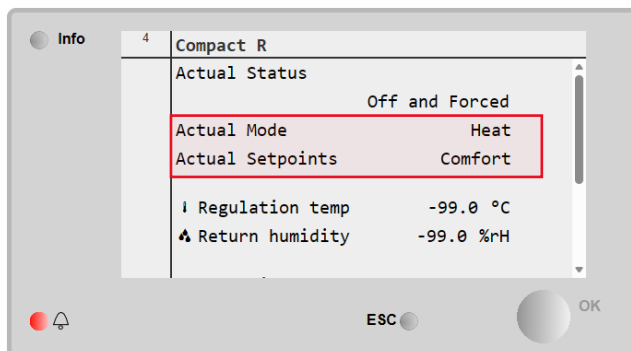 Info
4 Compact R
Actual Status
Off and Forced
Actual Mode Heat
Actual Setpoints Comfort
Regulation temp -99.0 °C
Return humidity -99.0 %rH
ESC
OK